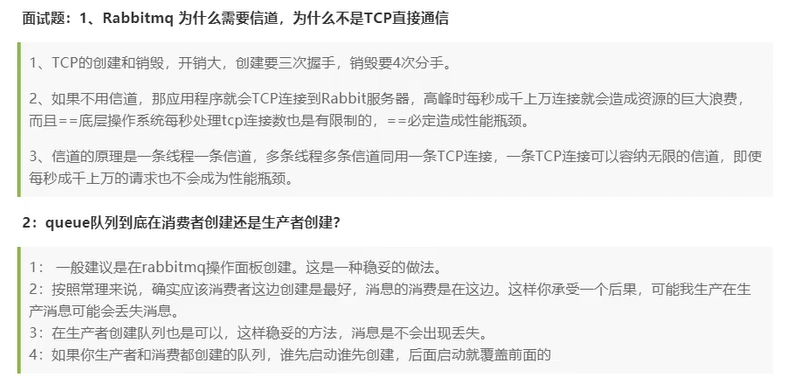 面试题：1、Rabbitmq 为什么需要信道，为什么不是TCP直接通信
1、TCP的创建和销毁，开销大，创建要三次握手，销毁要4次分手。
2、如果不用信道，那应用程序就会TCP连接到Rabbit服务器，高峰时每秒成千上万连接就会造成资源的巨大浪费，
而且==底层操作系统每秒处理tcp连接数也是有限制的，==必定造成性能瓶颈。
3、信道的原理是一条线程一条信道，多条线程多条信道同用一条TCP连接，一条TCP连接可以容纳无限的信道，即使
每秒成千上万的请求也不会成为性能瓶颈。
2：queue队列到底在消费者创建还是生产者创建？
1： 一般建议是在rabbitmq操作面板创建。这是一种稳妥的做法。
2：按照常理来说，确实应该消费者这边创建是最好，消息的消费是在这边。这样你承受一个后果，可能我生产在生
产消息可能会丢失消息。
3：在生产者创建队列也是可以，这样稳妥的方法，消息是不会出现丢失。
4：如果你生产者和消费都创建的队列，谁先启动谁先创建，后面启动就覆盖前面的